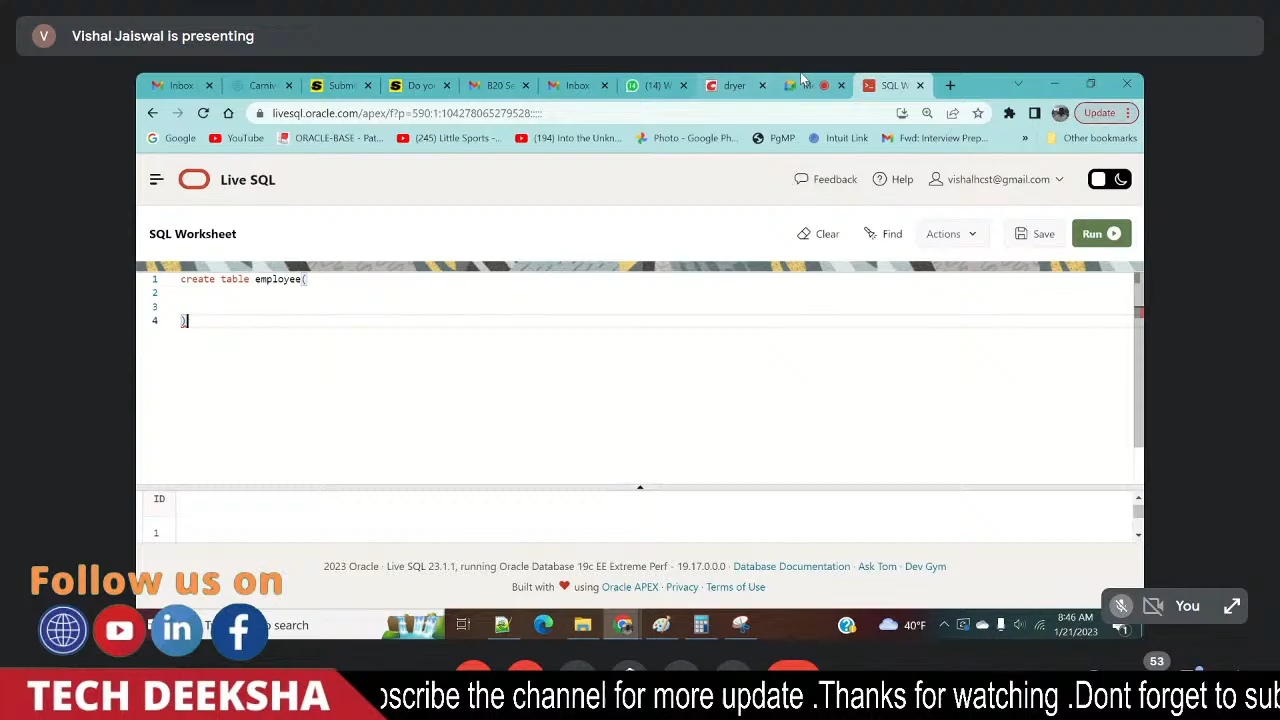 V Vishal Jaiswal is presenting
Inbox Carniv Submi Do yo B20 Se Inbox (14) W dryer SQL W
livesql.oracle.com/apex/f?p=590:1:104278065279528:::::
Update
Google YouTube ORACLE-BASE - Pat... (245) Little Sports -... (194) Into the Unkn... Photo - Google Ph... PgMP Intuit Link Fwd: Interview Prep... » Other bookmarks
Live SQL Feedback Help vishalhcst@gmail.com
SQL Worksheet Clear Find Actions Save Run
1 create table employee(
2
3
4 )
ID
1
2023 Oracle · Live SQL 23.1.1, running Oracle Database 19c EE Extreme Perf - 19.17.0.0.0 · Database Documentation · Ask Tom · Dev Gym
Built with ❤ using Oracle APEX · Privacy · Terms of Use
Follow us on
search
40°F
8:46 AM
1/21/2023
1
You
53
TECH DEEKSHA
bscribe the channel for more update .Thanks for watching .Dont forget to sub